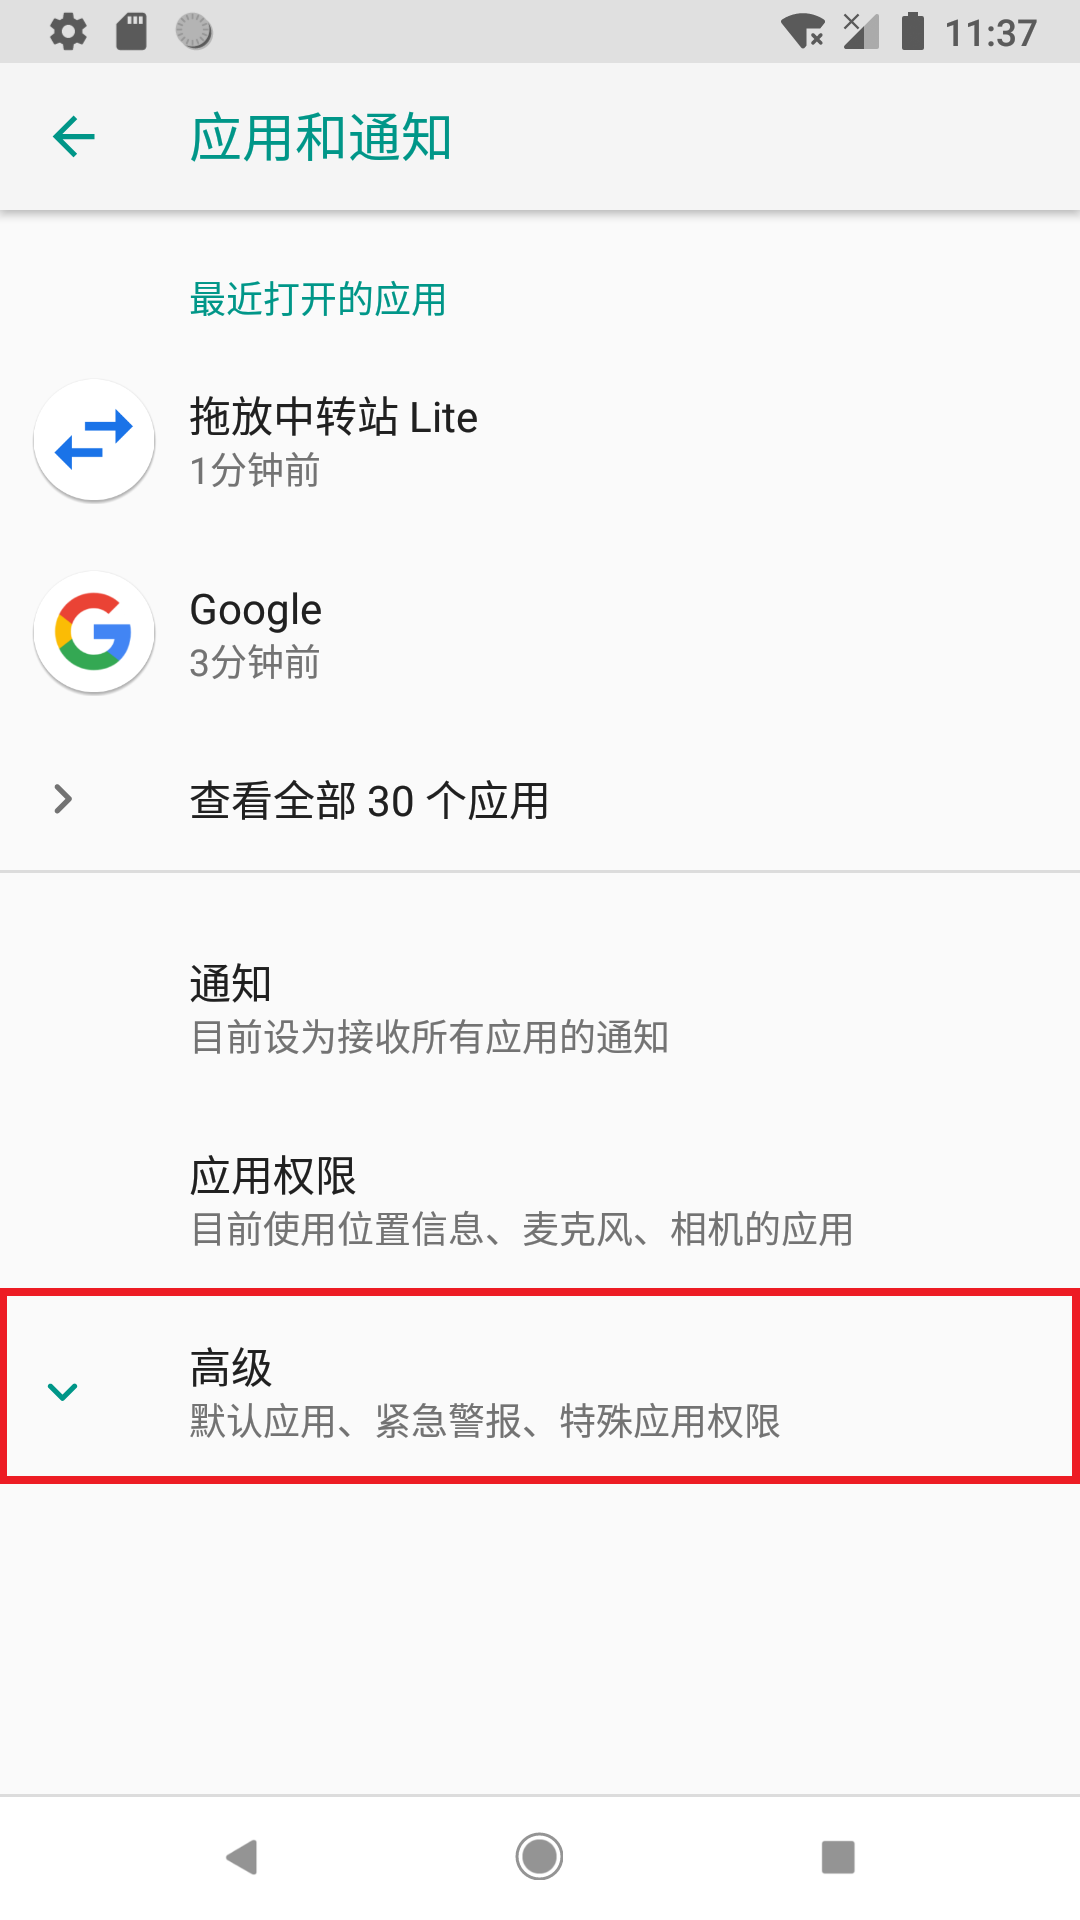 11:37
应用和通知
最近打开的应用
拖放中转站 Lite
1分钟前
Google
3分钟前
查看全部 30 个应用
通知
目前设为接收所有应用的通知
应用权限
目前使用位置信息、麦克风、相机的应用
高级
默认应用、紧急警报、特殊应用权限